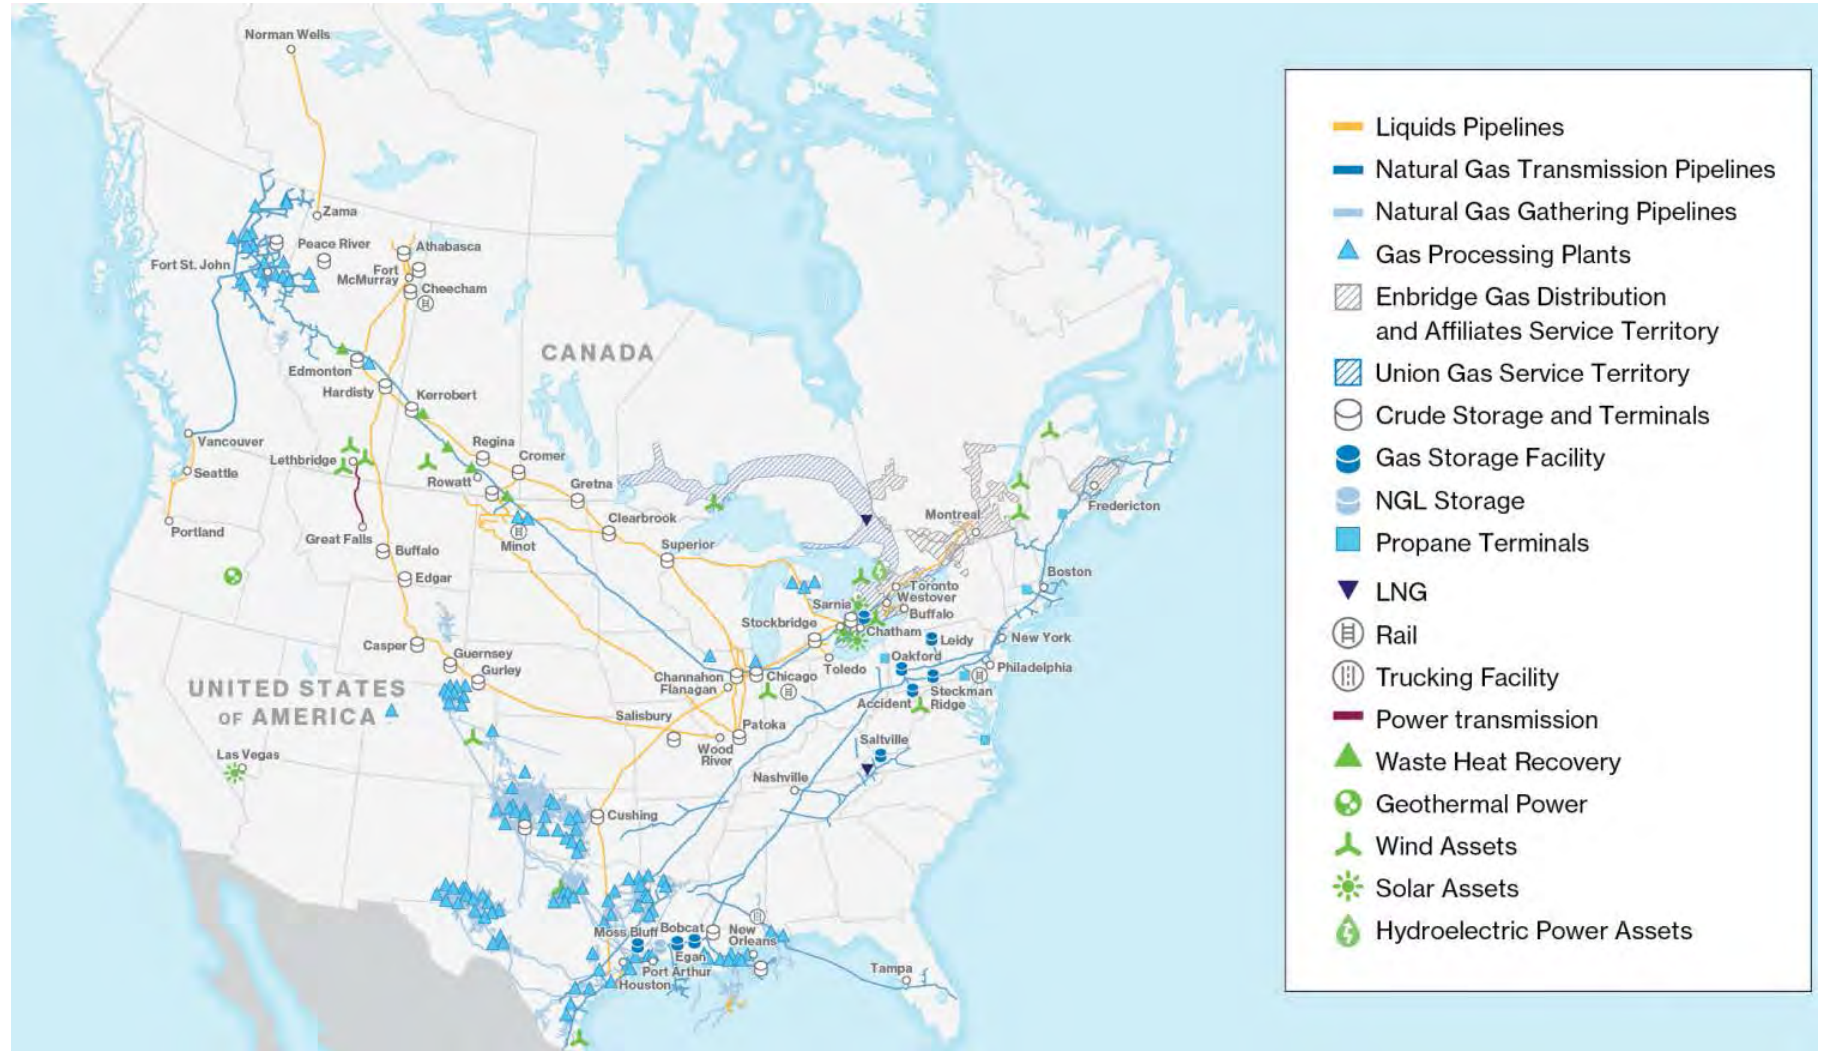 Norman Wells
Zama
Peace River
Athabasca
Fort St. John
Fort
McMurray
Cheecham
CANADA
Edmonton
Hardisty
Kerrobert
Vancouver
Regina
Cromer
Lethbridge
Seattle
Rowatt
Gretna
Portland
Great Falls
Clearbrook
Minot
Buffalo
Superior
Edgar
Montreal
Fredericton
Boston
Toronto
Westover
Sarnia
Buffalo
Stockbridge
Chatham
Leidy
New York
Casper
Guernsey
Gurley
Oakford
Toledo
Philadelphia
Channahon
Flanagan
Chicago
Steckman
Ridge
Accident
UNITED STATES
OF AMERICA
Salisbury
Patoka
Wood
River
Saltville
Las Vegas
Nashville
Cushing
Moss Bluff
Bobcat
New
Orleans
Egan
Port Arthur
Houston
Tampa
Liquids Pipelines
Natural Gas Transmission Pipelines
Natural Gas Gathering Pipelines
Gas Processing Plants
Enbridge Gas Distribution
and Affiliates Service Territory
Union Gas Service Territory
Crude Storage and Terminals
Gas Storage Facility
NGL Storage
Propane Terminals
LNG
Rail
Trucking Facility
Power transmission
Waste Heat Recovery
Geothermal Power
Wind Assets
Solar Assets
Hydroelectric Power Assets